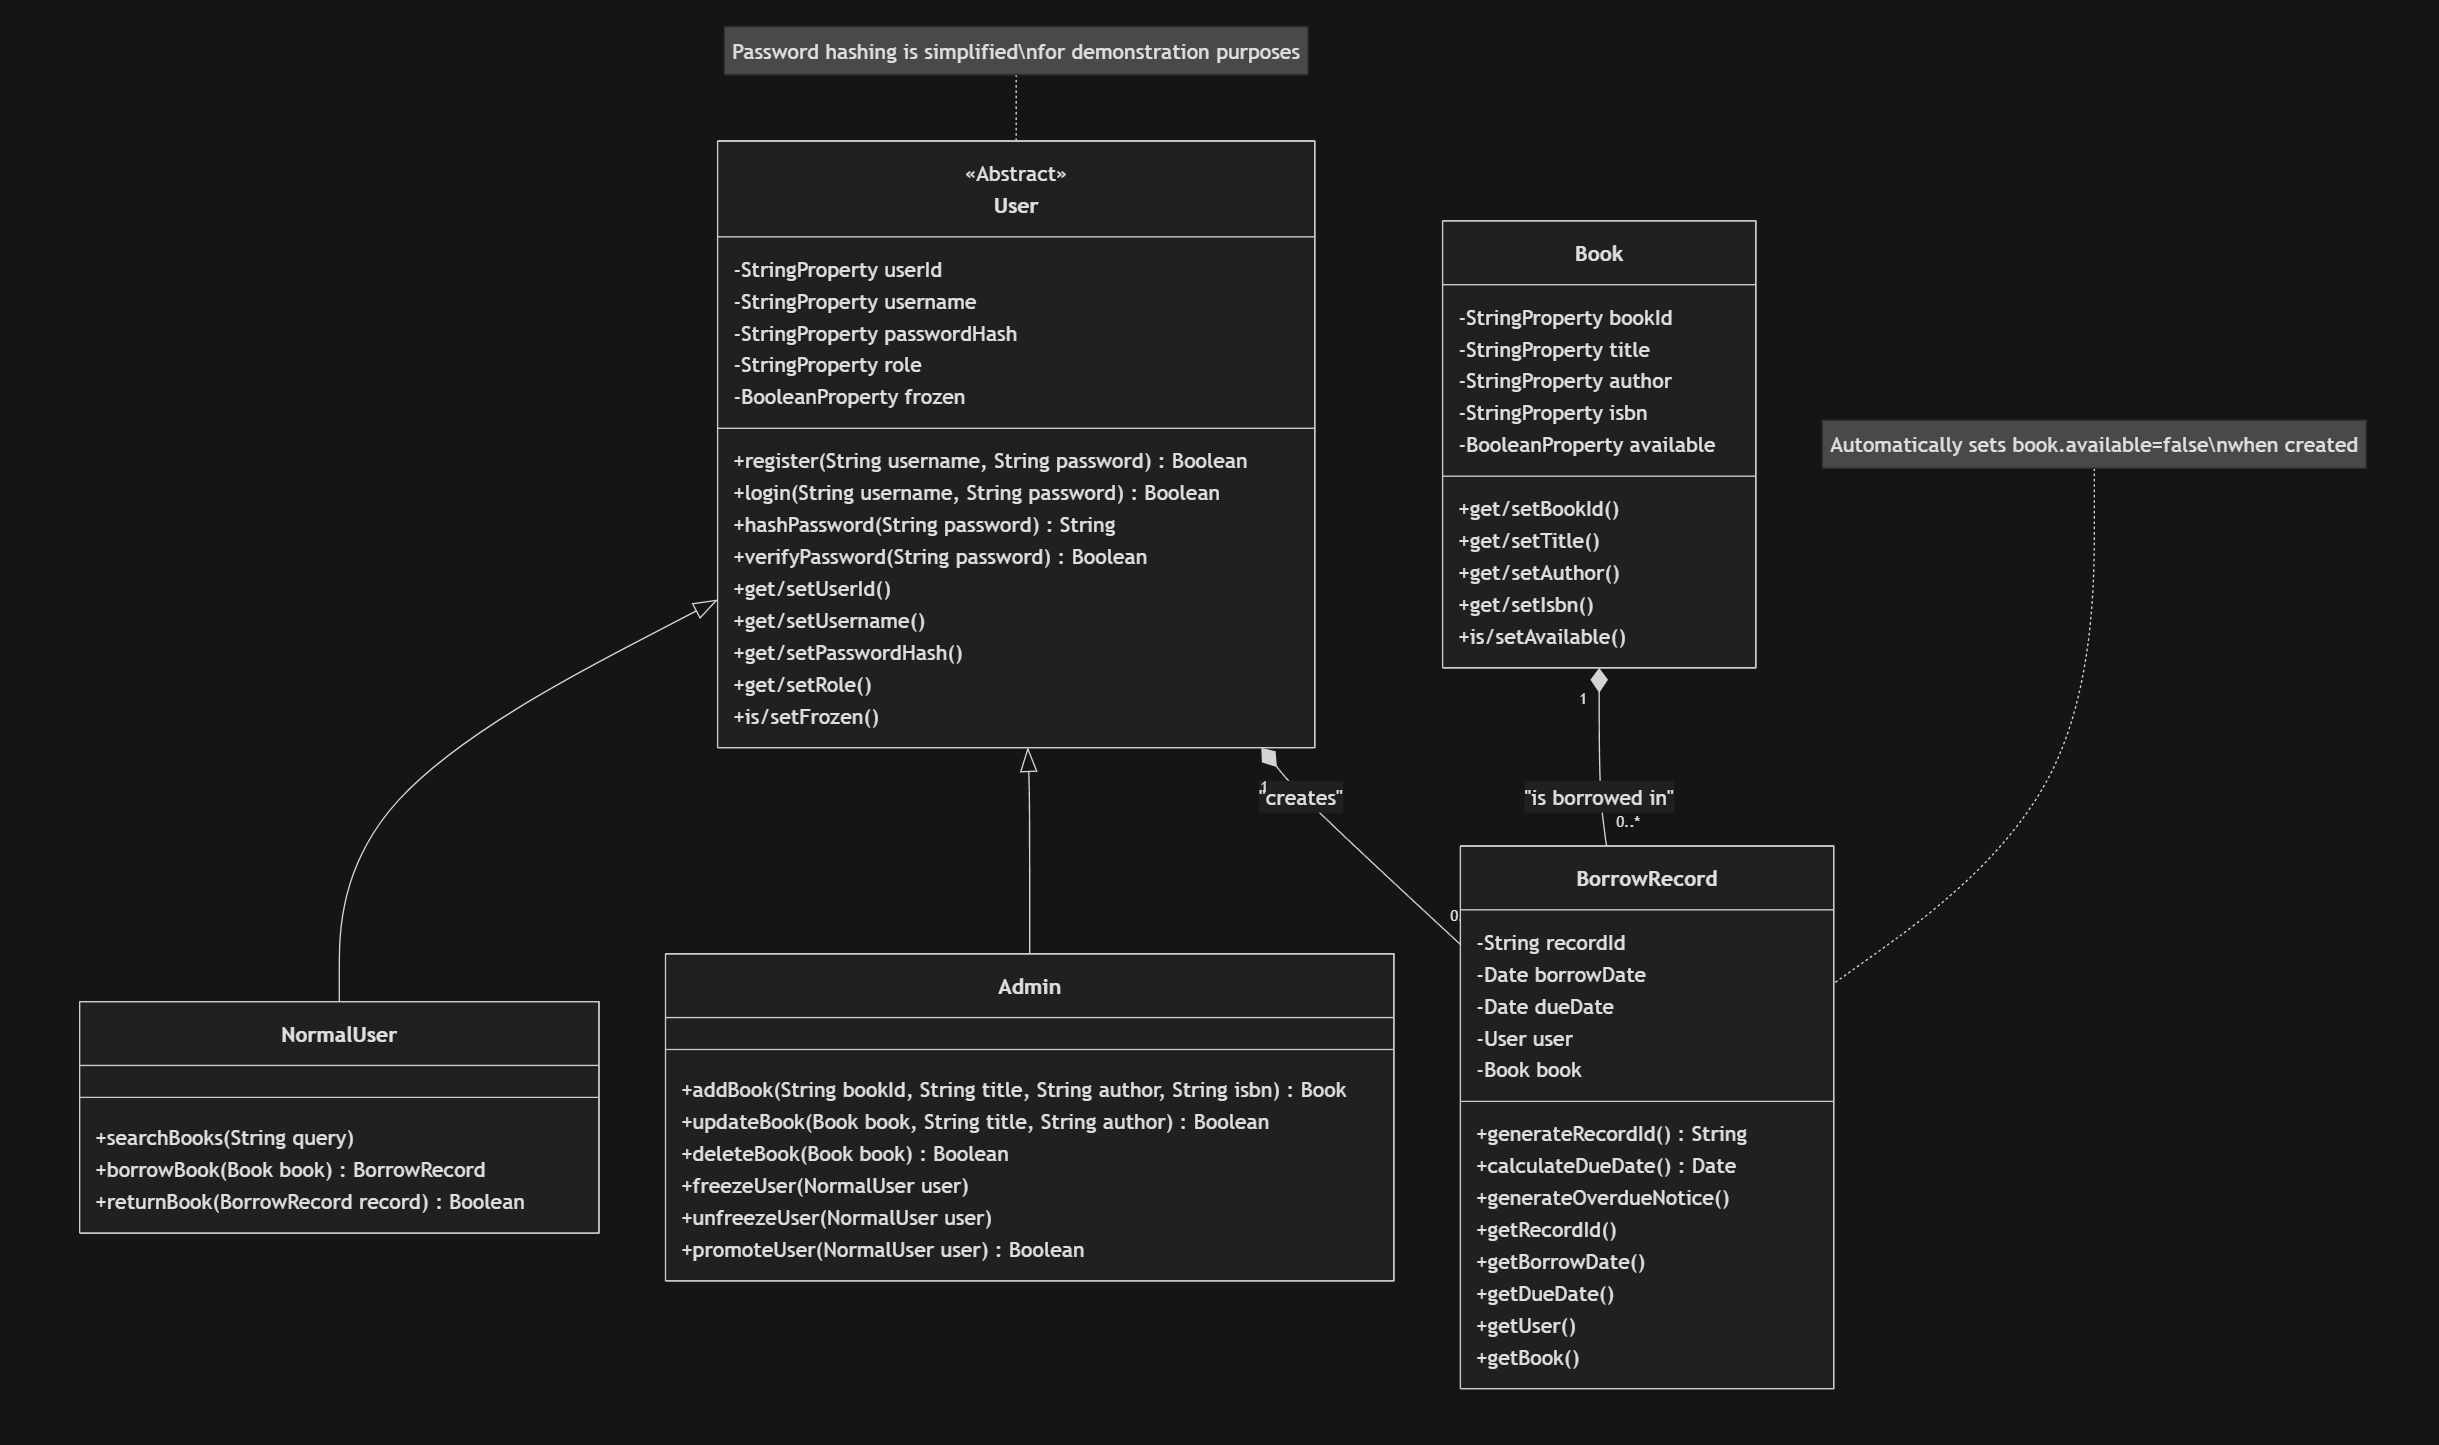 Password hashing is simplified\nfor demonstration purposes
«Abstract»
User
-StringProperty userId
-StringProperty username
-StringProperty passwordHash
-StringProperty role
-BooleanProperty frozen
+register(String username, String password) : Boolean
+login(String username, String password) : Boolean
+hashPassword(String password) : String
+verifyPassword(String password) : Boolean
+get/setUserId()
+get/setUsername()
+get/setPasswordHash()
+get/setRole()
+is/setFrozen()
Book
-StringProperty bookId
-StringProperty title
-StringProperty author
-StringProperty isbn
-BooleanProperty available
+get/setBookId()
+get/setTitle()
+get/setAuthor()
+get/setIsbn()
+is/setAvailable()
Automatically sets book.available=false\nwhen created
1
"creates"
1
"is borrowed in"
0..*
NormalUser
+searchBooks(String query)
+borrowBook(Book book) : BorrowRecord
+returnBook(BorrowRecord record) : Boolean
Admin
+addBook(String bookId, String title, String author, String isbn) : Book
+updateBook(Book book, String title, String author) : Boolean
+deleteBook(Book book) : Boolean
+freezeUser(NormalUser user)
+unfreezeUser(NormalUser user)
+promoteUser(NormalUser user) : Boolean
BorrowRecord
-String recordId
-Date borrowDate
-Date dueDate
-User user
-Book book
+generateRecordId() : String
+calculateDueDate() : Date
+generateOverdueNotice()
+getRecordId()
+getBorrowDate()
+getDueDate()
+getUser()
+getBook()